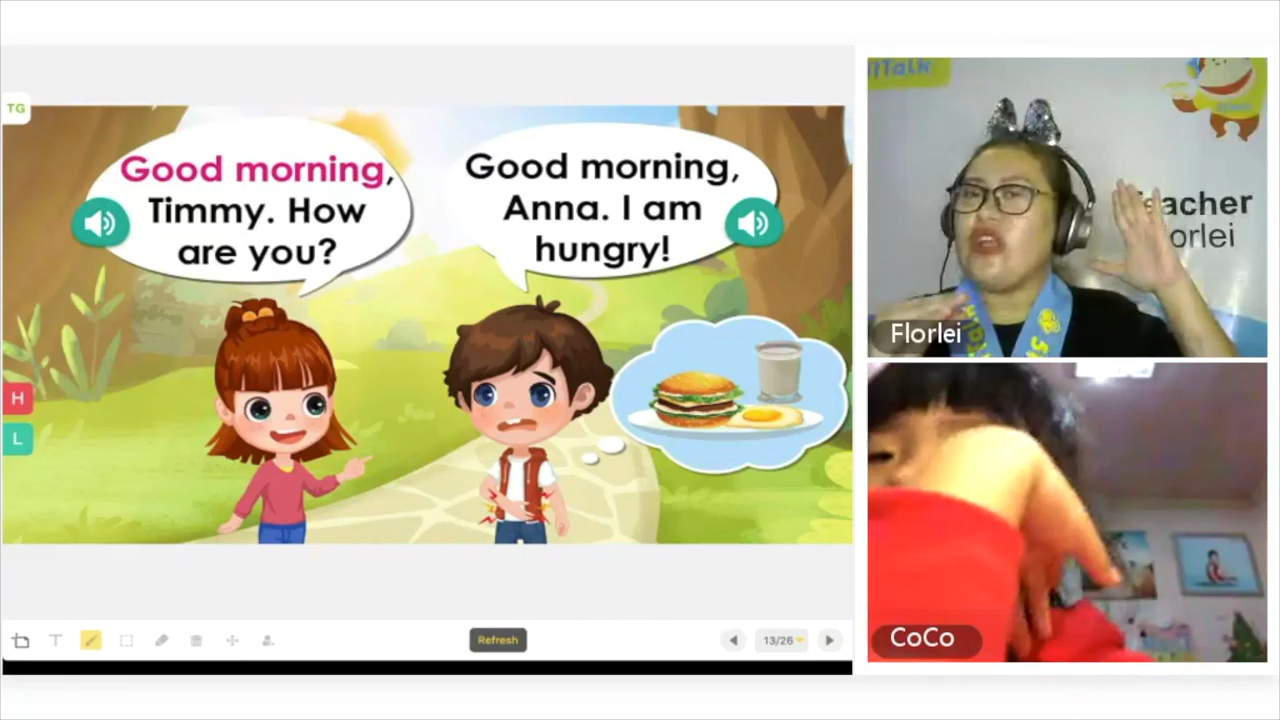 TG
Good morning,
Timmy. How
are you?
Good morning,
Anna. I am
hungry!
H
L
T
Refresh
13/26
Florlei
CoCo